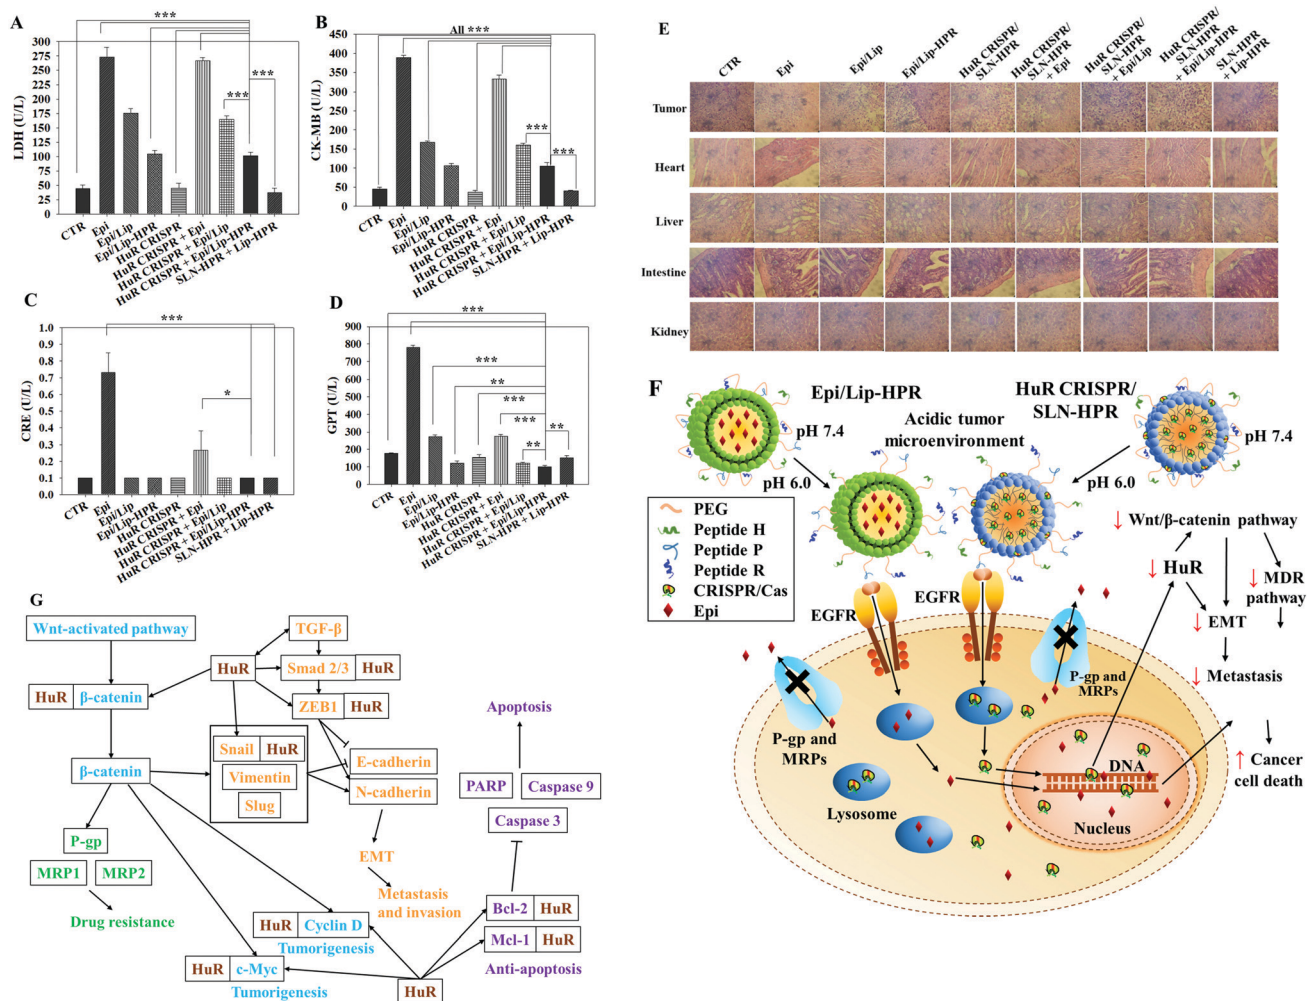 A
***
***
***
LDH (U/L)
300
275
250
225
200
175
150
125
100
75
50
25
0
CTR
Epi
Epi/Lip
Epi/Lip-HPR
HuR CRISPR
HuR CRISPR + Epi
HuR CRISPR + Epi/Lip
HuR CRISPR + Epi/Lip-HPR
SLN-HPR + Lip-HPR
B
All ***
***
***
CK-MB (U/L)
450
400
350
300
250
200
150
100
50
0
CTR
Epi
Epi/Lip
Epi/Lip-HPR
HuR CRISPR
HuR CRISPR + Epi
HuR CRISPR + Epi/Lip
HuR CRISPR + Epi/Lip-HPR
SLN-HPR + Lip-HPR
C
***
*
CRE (U/L)
1.0
0.9
0.8
0.7
0.6
0.5
0.4
0.3
0.2
0.1
0.0
CTR
Epi
Epi/Lip
Epi/Lip-HPR
HuR CRISPR
HuR CRISPR + Epi
HuR CRISPR + Epi/Lip
HuR CRISPR + Epi/Lip-HPR
SLN-HPR + Lip-HPR
D
***
***
**
***
***
**
**
GPT (U/L)
900
800
700
600
500
400
300
200
100
0
CTR
Epi
Epi/Lip
Epi/Lip-HPR
HuR CRISPR
HuR CRISPR + Epi
HuR CRISPR + Epi/Lip
HuR CRISPR + Epi/Lip-HPR
SLN-HPR + Lip-HPR
E
CTR
Epi
Epi/Lip
Epi/Lip-HPR
HuR CRISPR/
SLN-HPR
HuR CRISPR/
SLN-HPR
+ Epi
HuR CRISPR/
SLN-HPR
+ Epi/Lip
HuR CRISPR/
SLN-HPR
+ Epi/Lip-HPR
SLN-HPR
+ Lip-HPR
Tumor
Heart
Liver
Intestine
Kidney
F
Epi/Lip-HPR
HuR CRISPR/
SLN-HPR
Acidic tumor
microenvironment
pH 7.4
pH 7.4
pH 6.0
pH 6.0
PEG
Peptide H
Peptide P
Peptide R
CRISPR/Cas
Epi
EGFR
EGFR
↓ Wnt/β-catenin pathway
↓ HuR
↓ MDR
pathway
↓ EMT
↓ Metastasis
↑ Cancer
cell death
P-gp and
MRPs
P-gp and
MRPs
Lysosome
DNA
Nucleus
G
Wnt-activated pathway
TGF-β
HuR
Smad 2/3
HuR
HuR
β-catenin
ZEB1
HuR
Snail
HuR
Vimentin
Slug
β-catenin
E-cadherin
N-cadherin
P-gp
MRP1
MRP2
Drug resistance
EMT
Metastasis
and invasion
Apoptosis
PARP
Caspase 9
Caspase 3
Bcl-2
HuR
Mcl-1
HuR
Anti-apoptosis
HuR
Cyclin D
Tumorigenesis
HuR
c-Myc
Tumorigenesis
HuR